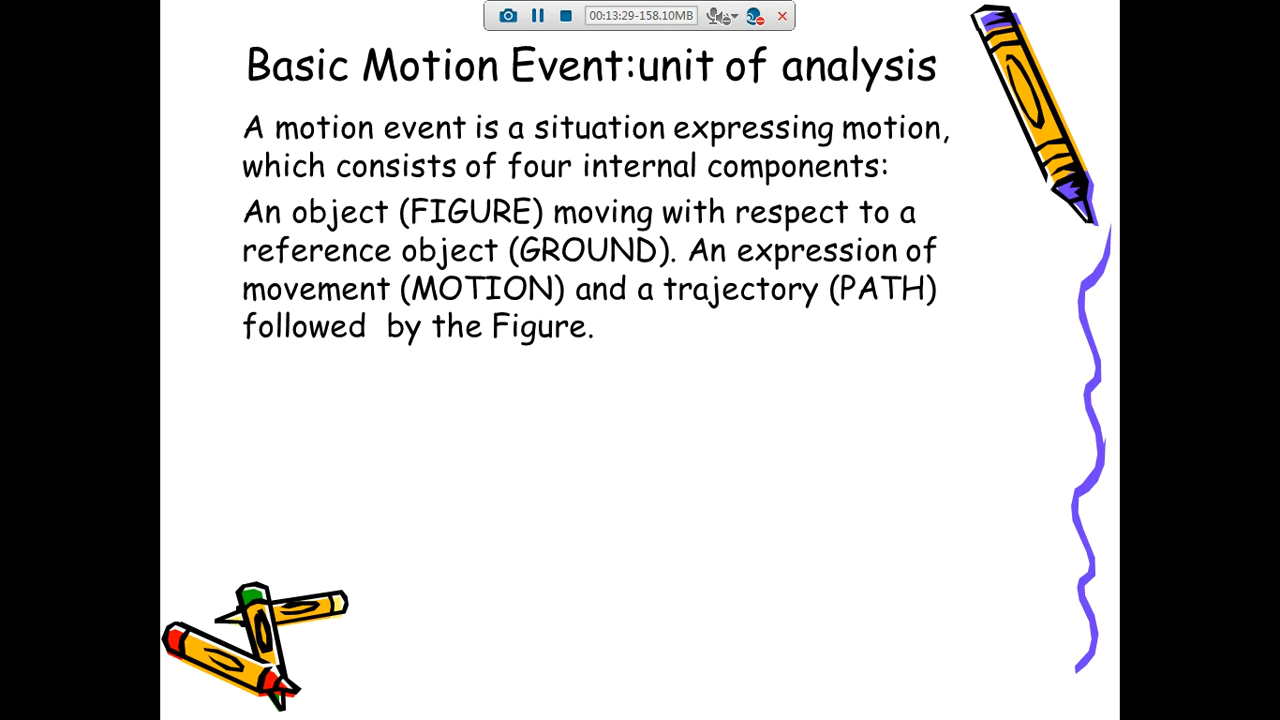 00:13:29-158.10MB
Basic Motion Event:unit of analysis
A motion event is a situation expressing motion,
which consists of four internal components:
An object (FIGURE) moving with respect to a
reference object (GROUND). An expression of
movement (MOTION) and a trajectory (PATH)
followed  by the Figure.